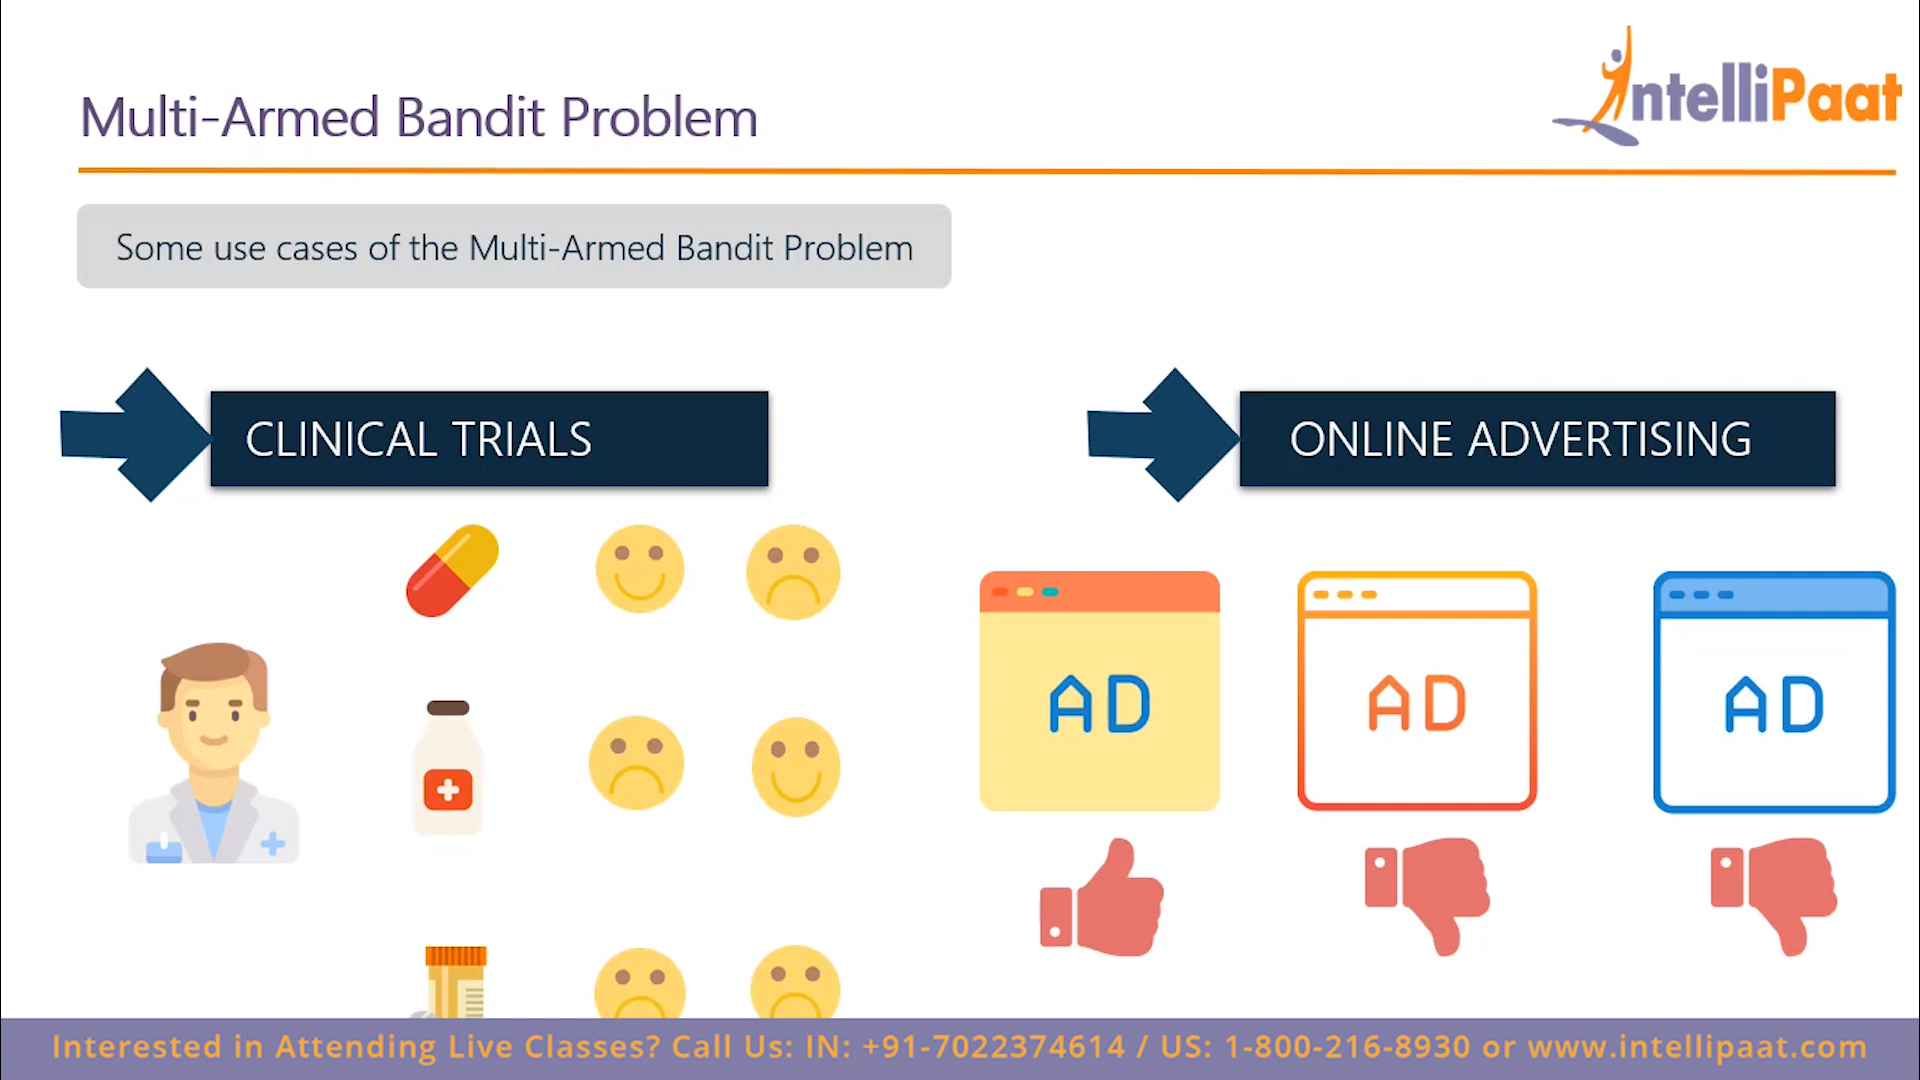 Multi-Armed Bandit Problem
IntelliPaat
Some use cases of the Multi-Armed Bandit Problem
CLINICAL TRIALS
ONLINE ADVERTISING
AD
AD
AD
Interested in Attending Live Classes? Call Us: IN: +91-7022374614 / US: 1-800-216-8930 or www.intellipaat.com